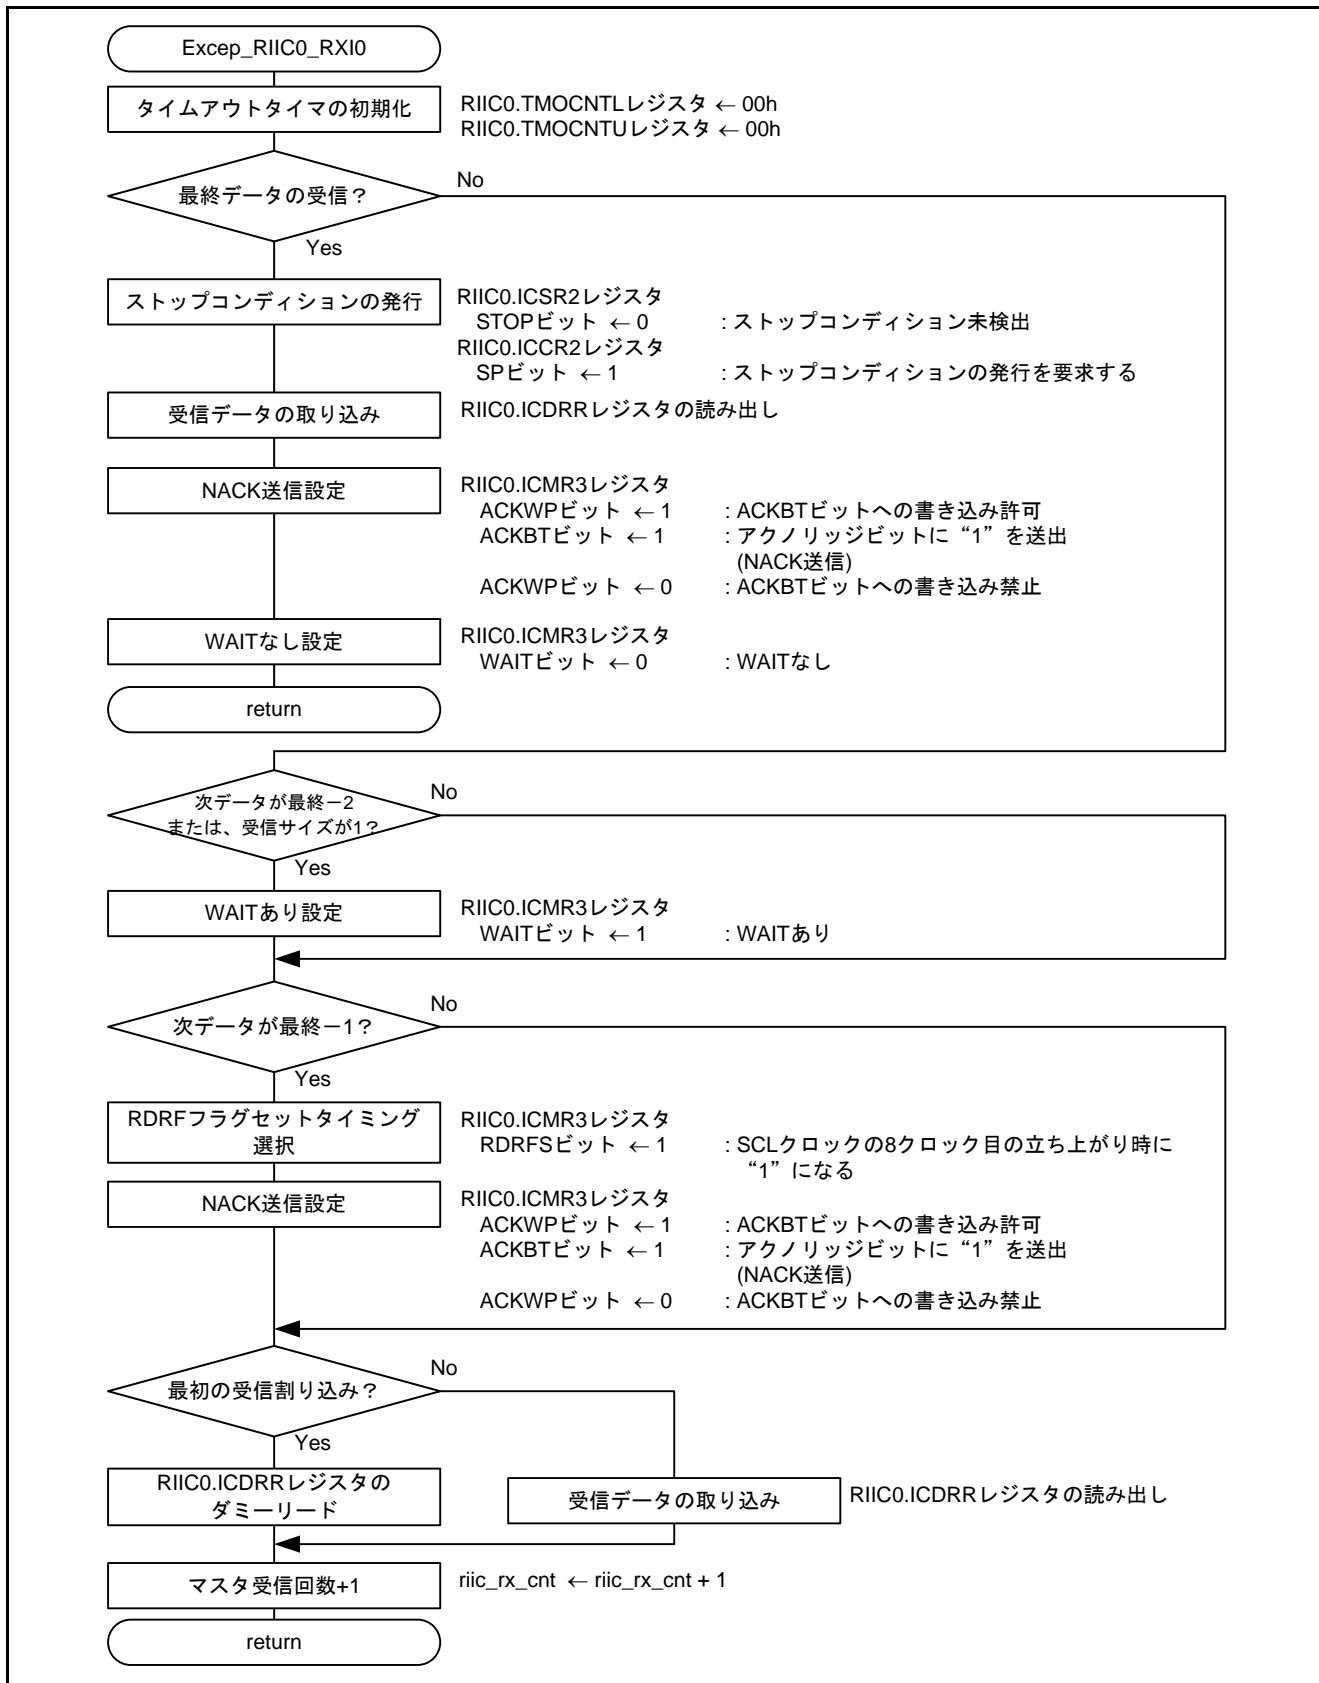 Excep_RIIC0_RXI0
タイムアウトタイマの初期化
RIIC0.TMOCNTLレジスタ ← 00h
RIIC0.TMOCNTUレジスタ ← 00h
最終データの受信？
No
Yes
ストップコンディションの発行
RIIC0.ICSR2レジスタ
STOPビット ← 0 : ストップコンディション未検出
RIIC0.ICCR2レジスタ
SPビット ← 1 : ストップコンディションの発行を要求する
受信データの取り込み
RIIC0.ICDRRレジスタの読み出し
NACK送信設定
RIIC0.ICMR3レジスタ
ACKWPビット ← 1 : ACKBTビットへの書き込み許可
ACKBTビット ← 1 : アクノリッジビットに“1”を送出
(NACK送信)
ACKWPビット ← 0 : ACKBTビットへの書き込み禁止
WAITなし設定
RIIC0.ICMR3レジスタ
WAITビット ← 0 : WAITなし
return
次データが最終－2
または、受信サイズが1？
No
Yes
WAITあり設定
RIIC0.ICMR3レジスタ
WAITビット ← 1 : WAITあり
次データが最終－1？
No
Yes
RDRFフラグセットタイミング
選択
RIIC0.ICMR3レジスタ
RDRFSビット ← 1 : SCLクロックの8クロック目の立ち上がり時に
“1”になる
NACK送信設定
RIIC0.ICMR3レジスタ
ACKWPビット ← 1 : ACKBTビットへの書き込み許可
ACKBTビット ← 1 : アクノリッジビットに“1”を送出
(NACK送信)
ACKWPビット ← 0 : ACKBTビットへの書き込み禁止
最初の受信割り込み？
No
Yes
RIIC0.ICDRRレジスタの
ダミーリード
受信データの取り込み
RIIC0.ICDRRレジスタの読み出し
マスタ受信回数+1
riic_rx_cnt ← riic_rx_cnt + 1
return